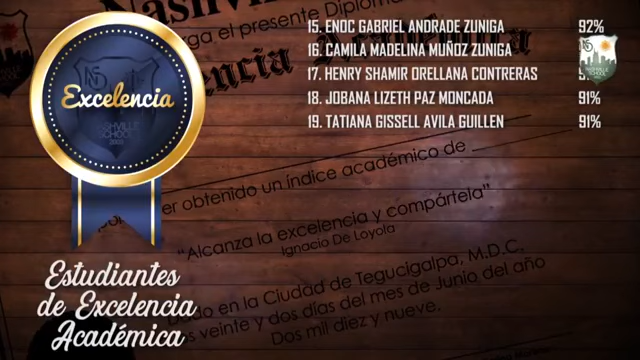 15. ENOC GABRIEL ANDRADE ZUNIGA 92%
16. CAMILA MADELINA MUÑOZ ZUNIGA
17. HENRY SHAMIR ORELLANA CONTRERAS
18. JOBANA LIZETH PAZ MONCADA 91%
19. TATIANA GISSELL AVILA GUILLEN 91%
el presente Diploma
Excelencia
NASHVILLE
SCHOOL
obtenido un índice académico de
“Alcanza la excelencia y compártela”
Ignacio De Loyola
en la Ciudad de Tegucigalpa, M.D.C.
veinte y dos días del mes de Junio del año
Dos mil diez y nueve.
Estudiantes
de Excelencia
Académica